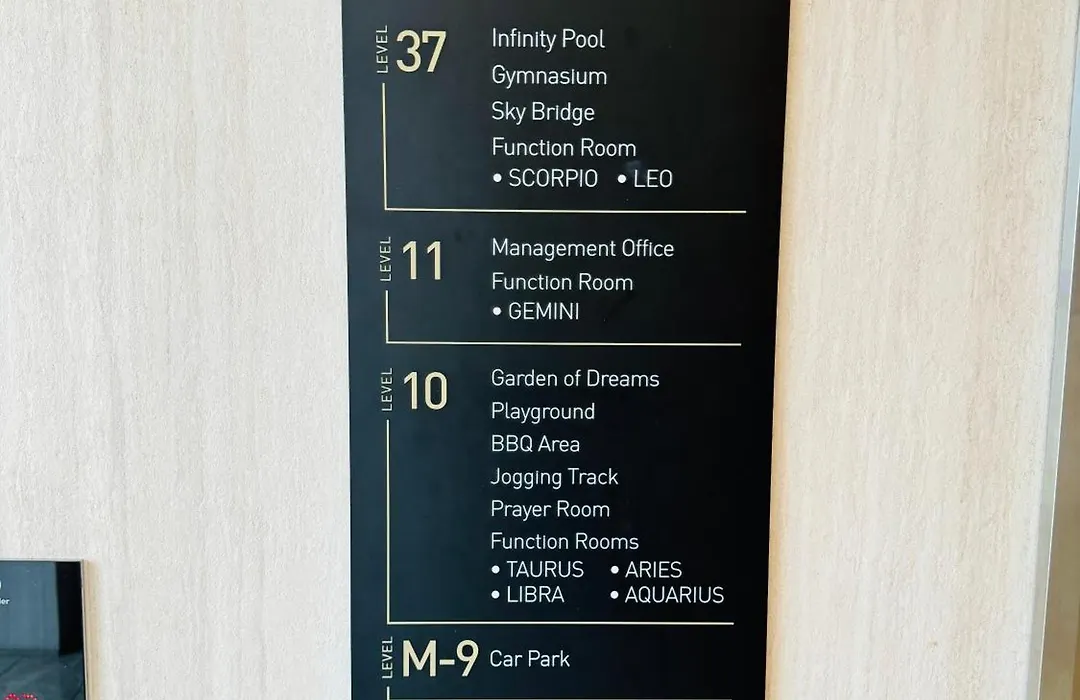 LEVEL 37 Infinity Pool
Gymnasium
Sky Bridge
Function Room
• SCORPIO • LEO
LEVEL 11 Management Office
Function Room
• GEMINI
LEVEL 10 Garden of Dreams
Playground
BBQ Area
Jogging Track
Prayer Room
Function Rooms
• TAURUS • ARIES
• LIBRA • AQUARIUS
LEVEL M-9 Car Park